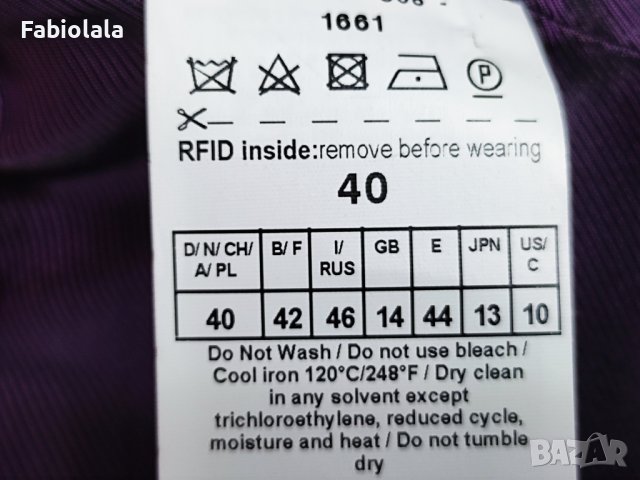 Fabiolala
1661
P
RFID inside:remove before wearing
40
D/ N/ CH/ A/ PL B/ F I/ RUS GB E JPN US/ C
40 42 46 14 44 13 10
Do Not Wash / Do not use bleach /
Cool iron 120°C/248°F / Dry clean
in any solvent except
trichloroethylene, reduced cycle,
moisture and heat / Do not tumble
dry
BAZAR